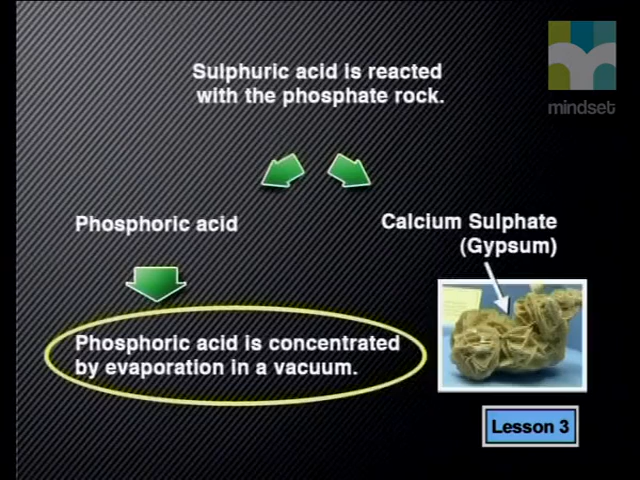 Sulphuric acid is reacted
with the phosphate rock.
mindset
Phosphoric acid
Calcium Sulphate
(Gypsum)
Phosphoric acid is concentrated
by evaporation in a vacuum.
Lesson 3